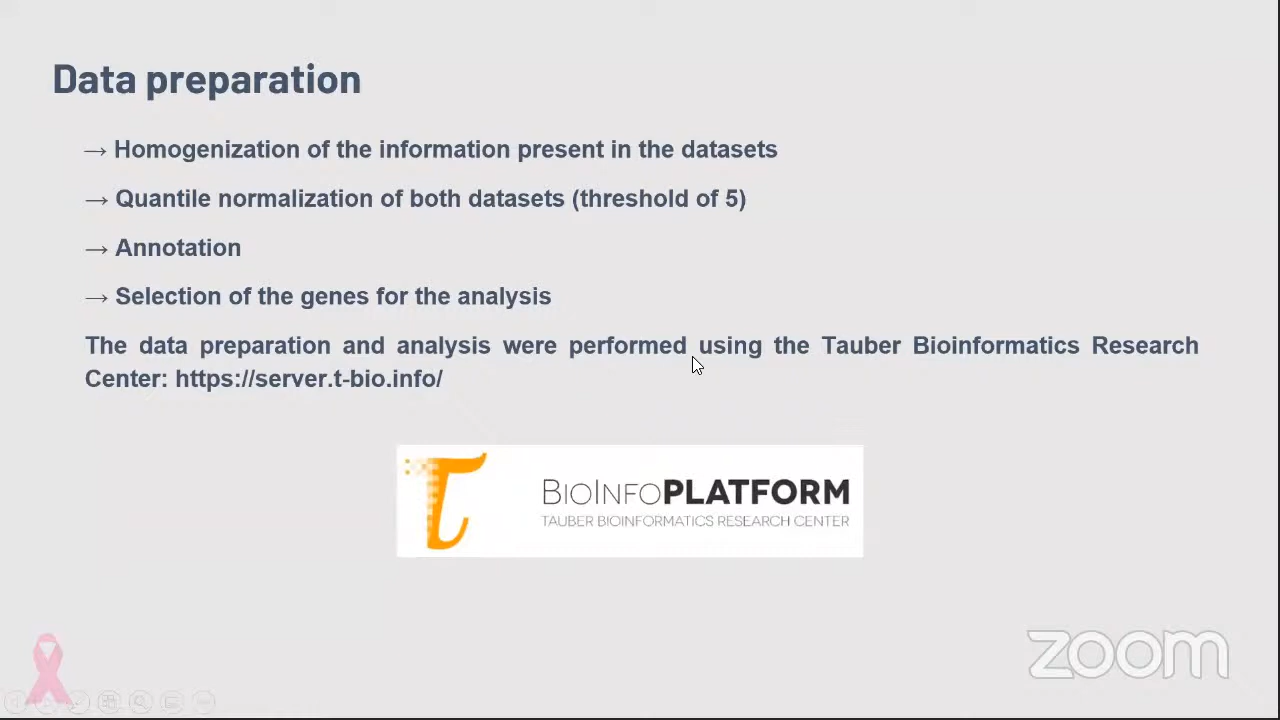 Data preparation
→ Homogenization of the information present in the datasets
→ Quantile normalization of both datasets (threshold of 5)
→ Annotation
→ Selection of the genes for the analysis
The data preparation and analysis were performed using the Tauber Bioinformatics Research
Center: https://server.t-bio.info/
BIOINFOPLATFORM
TAUBER BIOINFORMATICS RESEARCH CENTER
zoom